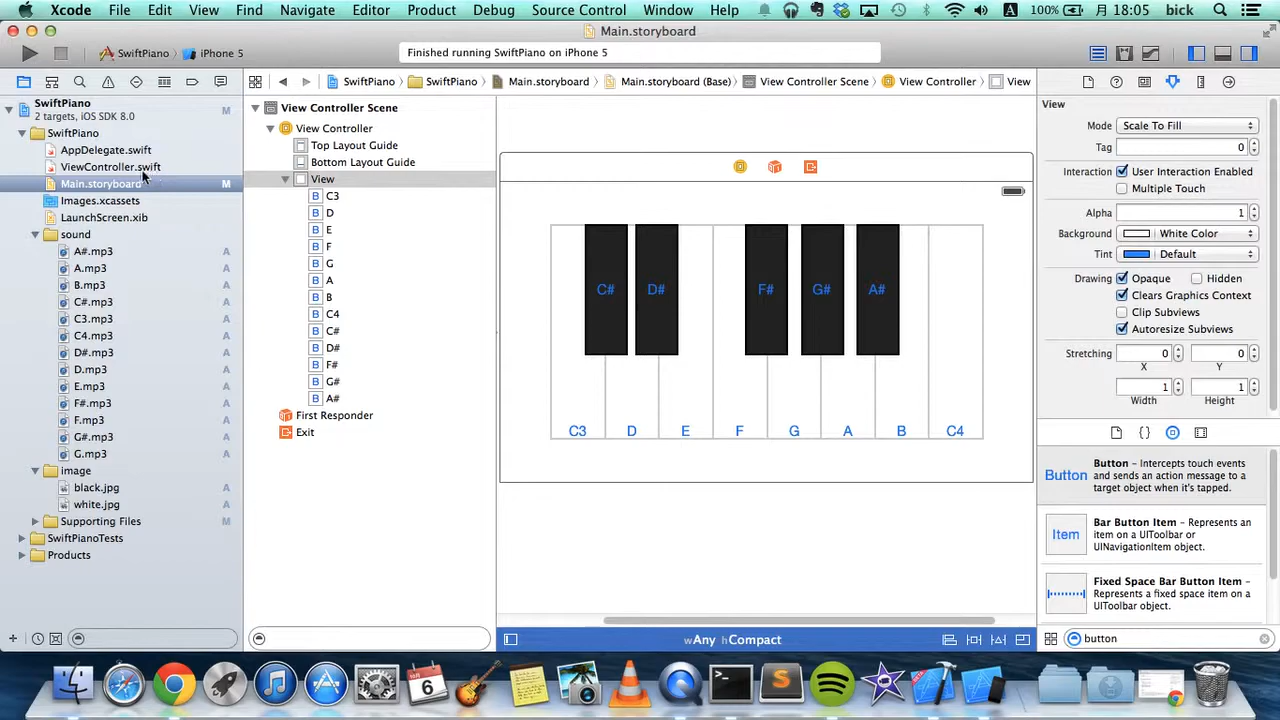 Xcode File Edit View Find Navigate Editor Product Debug Source Control Window Help 100% 月 18:05 bick
Main.storyboard
SwiftPiano iPhone 5 Finished running SwiftPiano on iPhone 5
SwiftPiano SwiftPiano Main.storyboard Main.storyboard (Base) View Controller Scene View Controller View
SwiftPiano M
2 targets, iOS SDK 8.0
SwiftPiano
AppDelegate.swift
ViewController.swift
Main.storyboard M
Images.xcassets
LaunchScreen.xib
sound
A#.mp3 A
A.mp3 A
B.mp3 A
C#.mp3 A
C3.mp3 A
C4.mp3 A
D#.mp3 A
D.mp3 A
E.mp3 A
F#.mp3 A
F.mp3 A
G#.mp3 A
G.mp3 A
image
black.jpg A
white.jpg A
Supporting Files M
SwiftPianoTests
Products
View Controller Scene
View Controller
Top Layout Guide
Bottom Layout Guide
View
B C3
B D
B E
B F
B G
B A
B B
B C4
B C#
B D#
B F#
B G#
B A#
First Responder
Exit
C# D# F# G# A#
C3 D E F G A B C4
wAny hCompact
View
Mode Scale To Fill
Tag 0
Interaction User Interaction Enabled
Multiple Touch
Alpha 1
Background White Color
Tint Default
Drawing Opaque Hidden
Clears Graphics Context
Clip Subviews
Autoresize Subviews
Stretching 0 0
X Y
1 1
Width Height
Button Button – Intercepts touch events
and sends an action message to a
target object when it's tapped.
Item Bar Button Item – Represents an
item on a UIToolbar or
UINavigationItem object.
Fixed Space Bar Button Item –
Represents a fixed space item on a
UIToolbar object.
button
6